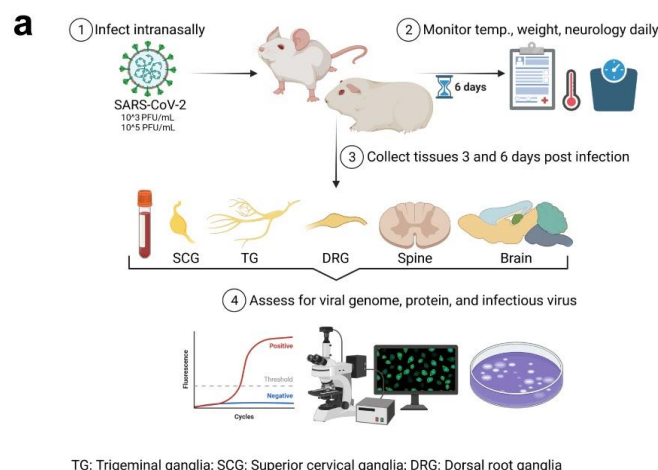 a
1 Infect intranasally
2 Monitor temp., weight, neurology daily
SARS-CoV-2
10^3 PFU/mL
10^5 PFU/mL
6 days
3 Collect tissues 3 and 6 days post infection
SCG TG DRG Spine Brain
4 Assess for viral genome, protein, and infectious virus
Fluorescence
Positive
Threshold
Negative
Cycles
TG: Trigeminal ganglia; SCG: Superior cervical ganglia; DRG: Dorsal root ganglia